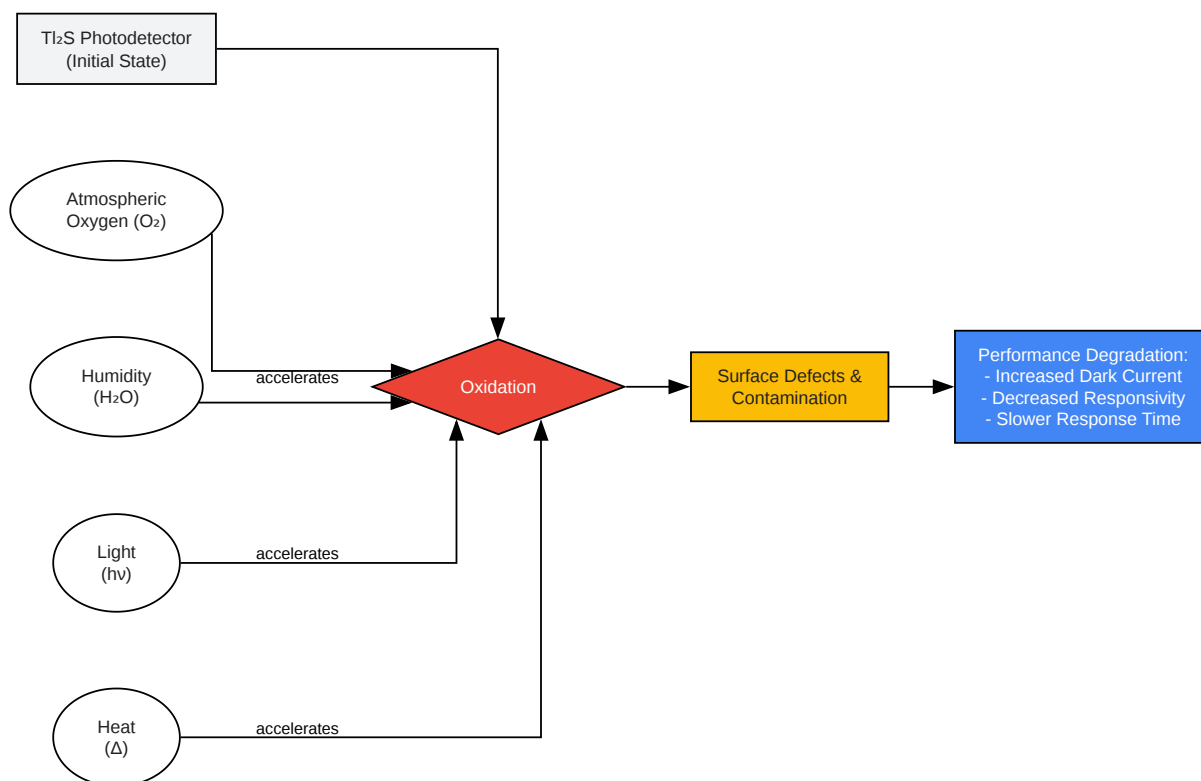 Tl₂S Photodetector
(Initial State)
Atmospheric
Oxygen (O₂)
Humidity
(H₂O)
accelerates
Oxidation
Surface Defects &
Contamination
Performance Degradation:
- Increased Dark Current
- Decreased Responsivity
- Slower Response Time
Light
(hν)
accelerates
Heat
(Δ)
accelerates